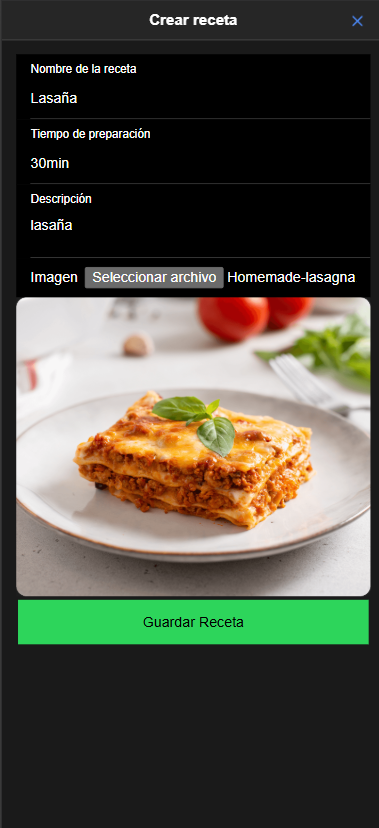 Crear receta
Nombre de la receta
Lasaña
Tiempo de preparación
30min
Descripción
lasaña
Imagen Seleccionar archivo Homemade-lasagna
Guardar Receta